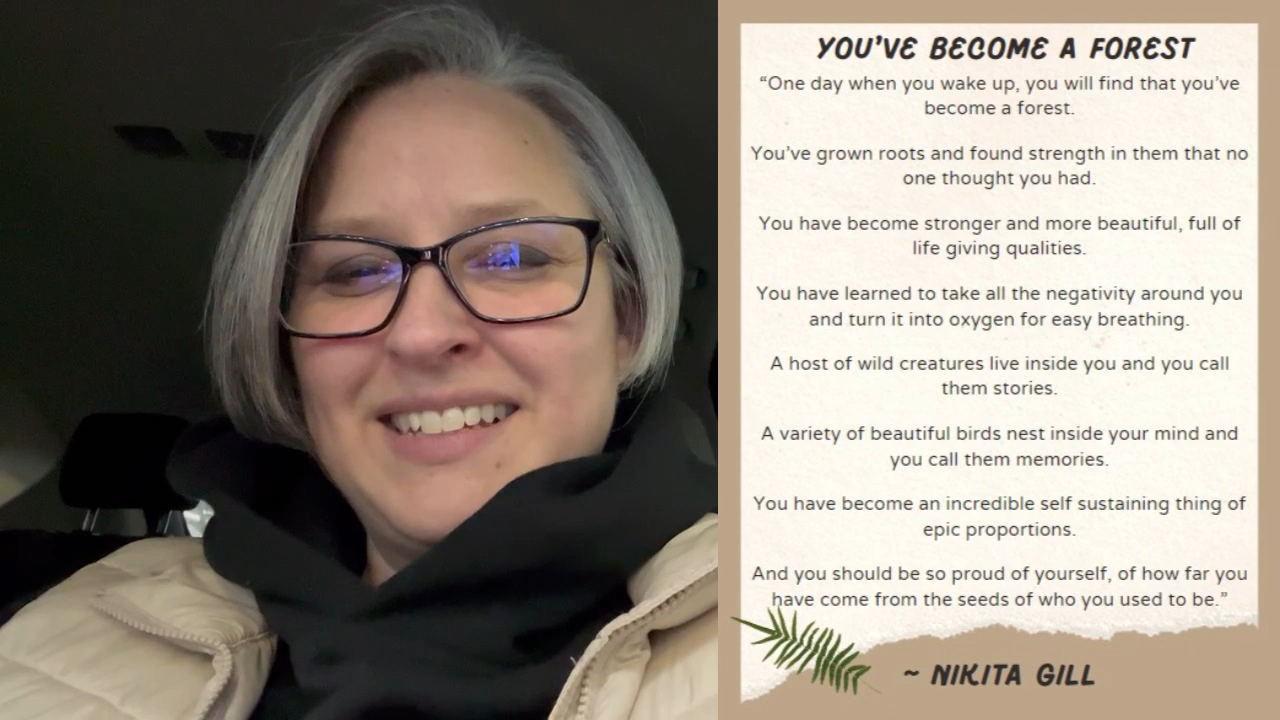 YOU'VE BECOME A FOREST
“One day when you wake up, you will find that you’ve
become a forest.
You’ve grown roots and found strength in them that no
one thought you had.
You have become stronger and more beautiful, full of
life giving qualities.
You have learned to take all the negativity around you
and turn it into oxygen for easy breathing.
A host of wild creatures live inside you and you call
them stories.
A variety of beautiful birds nest inside your mind and
you call them memories.
You have become an incredible self sustaining thing of
epic proportions.
And you should be so proud of yourself, of how far you
have come from the seeds of who you used to be.”
~ NIKITA GILL